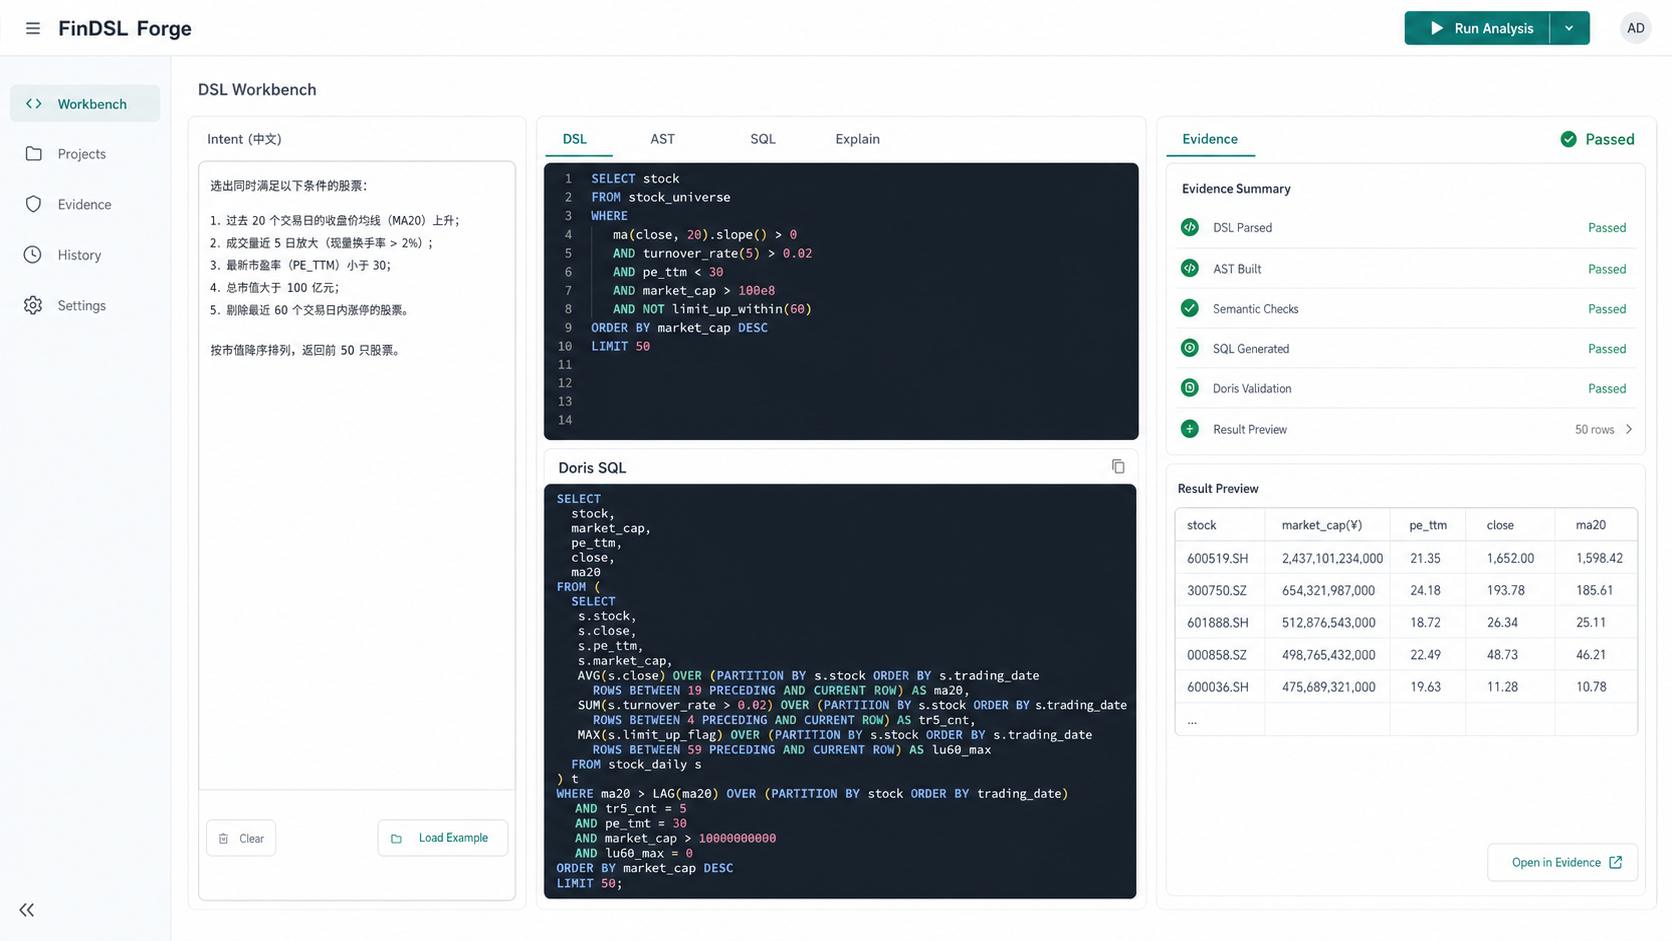 FinDSL Forge
Run Analysis
AD
Workbench
Projects
Evidence
History
Settings
DSL Workbench
Intent (中文)
选出同时满足以下条件的股票：
1. 过去 20 个交易日的收盘价均线（MA20）上升；
2. 成交量近 5 日放大（现量换手率 > 2%）；
3. 最新市盈率（PE_TTM）小于 30；
4. 总市值大于 100 亿元；
5. 剔除最近 60 个交易日内涨停的股票。
按市值降序排列，返回前 50 只股票。
Clear
Load Example
DSL
AST
SQL
Explain
1 SELECT stock
2 FROM stock_universe
3 WHERE
4 ma(close, 20).slope() > 0
5 AND turnover_rate(5) > 0.02
6 AND pe_ttm < 30
7 AND market_cap > 100e8
8 AND NOT limit_up_within(60)
9 ORDER BY market_cap DESC
10 LIMIT 50
11
12
13
14
Doris SQL
SELECT
stock,
market_cap,
pe_ttm,
close,
ma20
FROM (
SELECT
s.stock,
s.close,
s.pe_ttm,
s.market_cap,
AVG(s.close) OVER (PARTITION BY s.stock ORDER BY s.trading_date
ROWS BETWEEN 19 PRECEDING AND CURRENT ROW) AS ma20,
SUM(s.turnover_rate > 0.02) OVER (PARTITION BY s.stock ORDER BY s.trading_date
ROWS BETWEEN 4 PRECEDING AND CURRENT ROW) AS tr5_cnt,
MAX(s.limit_up_flag) OVER (PARTITION BY s.stock ORDER BY s.trading_date
ROWS BETWEEN 59 PRECEDING AND CURRENT ROW) AS lu60_max
FROM stock_daily s
) t
WHERE ma20 > LAG(ma20) OVER (PARTITION BY stock ORDER BY trading_date)
AND tr5_cnt = 5
AND pe_tmt = 30
AND market_cap > 10000000000
AND lu60_max = 0
ORDER BY market_cap DESC
LIMIT 50;
Evidence
Passed
Evidence Summary
DSL Parsed Passed
AST Built Passed
Semantic Checks Passed
SQL Generated Passed
Doris Validation Passed
Result Preview 50 rows
Result Preview
stock market_cap(¥) pe_ttm close ma20
600519.SH 2,437,101,234,000 21.35 1,652.00 1,598.42
300750.SZ 654,321,987,000 24.18 193.78 185.61
601888.SH 512,876,543,000 18.72 26.34 25.11
000858.SZ 498,765,432,000 22.49 48.73 46.21
600036.SH 475,689,321,000 19.63 11.28 10.78
...
Open in Evidence